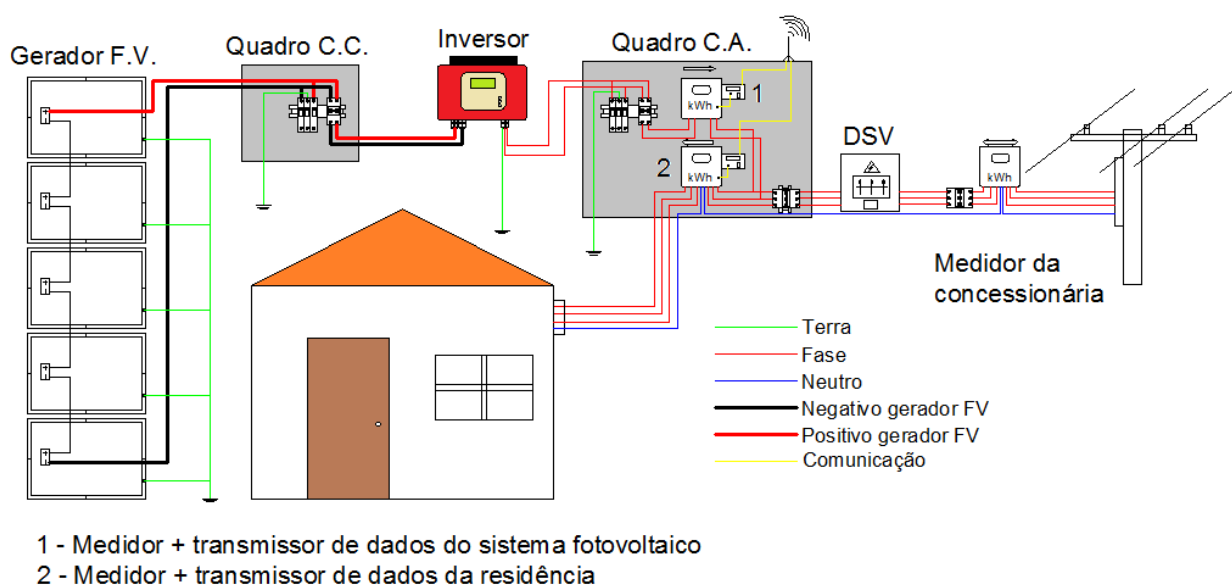 Gerador F.V.
Quadro C.C.
Inversor
Quadro C.A.
kWh
1
2
kWh
DSV
kWh
Medidor da
concessionária
Terra
Fase
Neutro
Negativo gerador FV
Positivo gerador FV
Comunicação
1 - Medidor + transmissor de dados do sistema fotovoltaico
2 - Medidor + transmissor de dados da residência